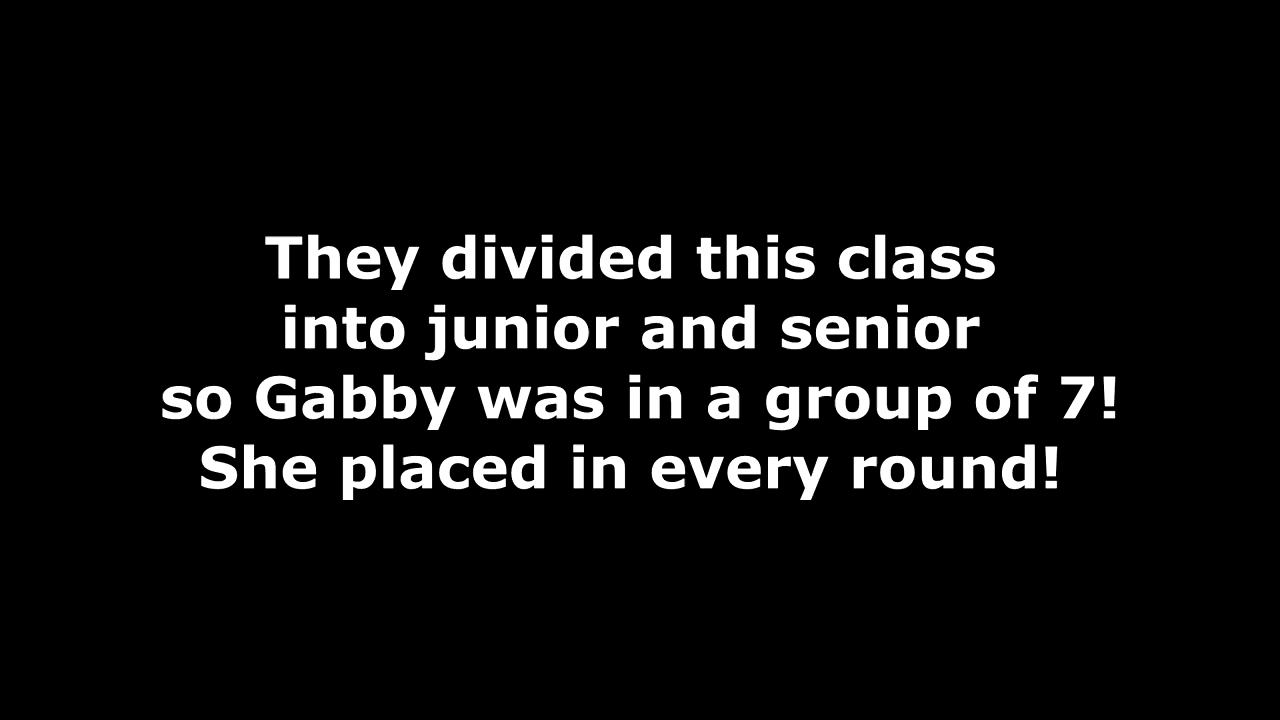 They divided this class
into junior and senior
so Gabby was in a group of 7!
She placed in every round!